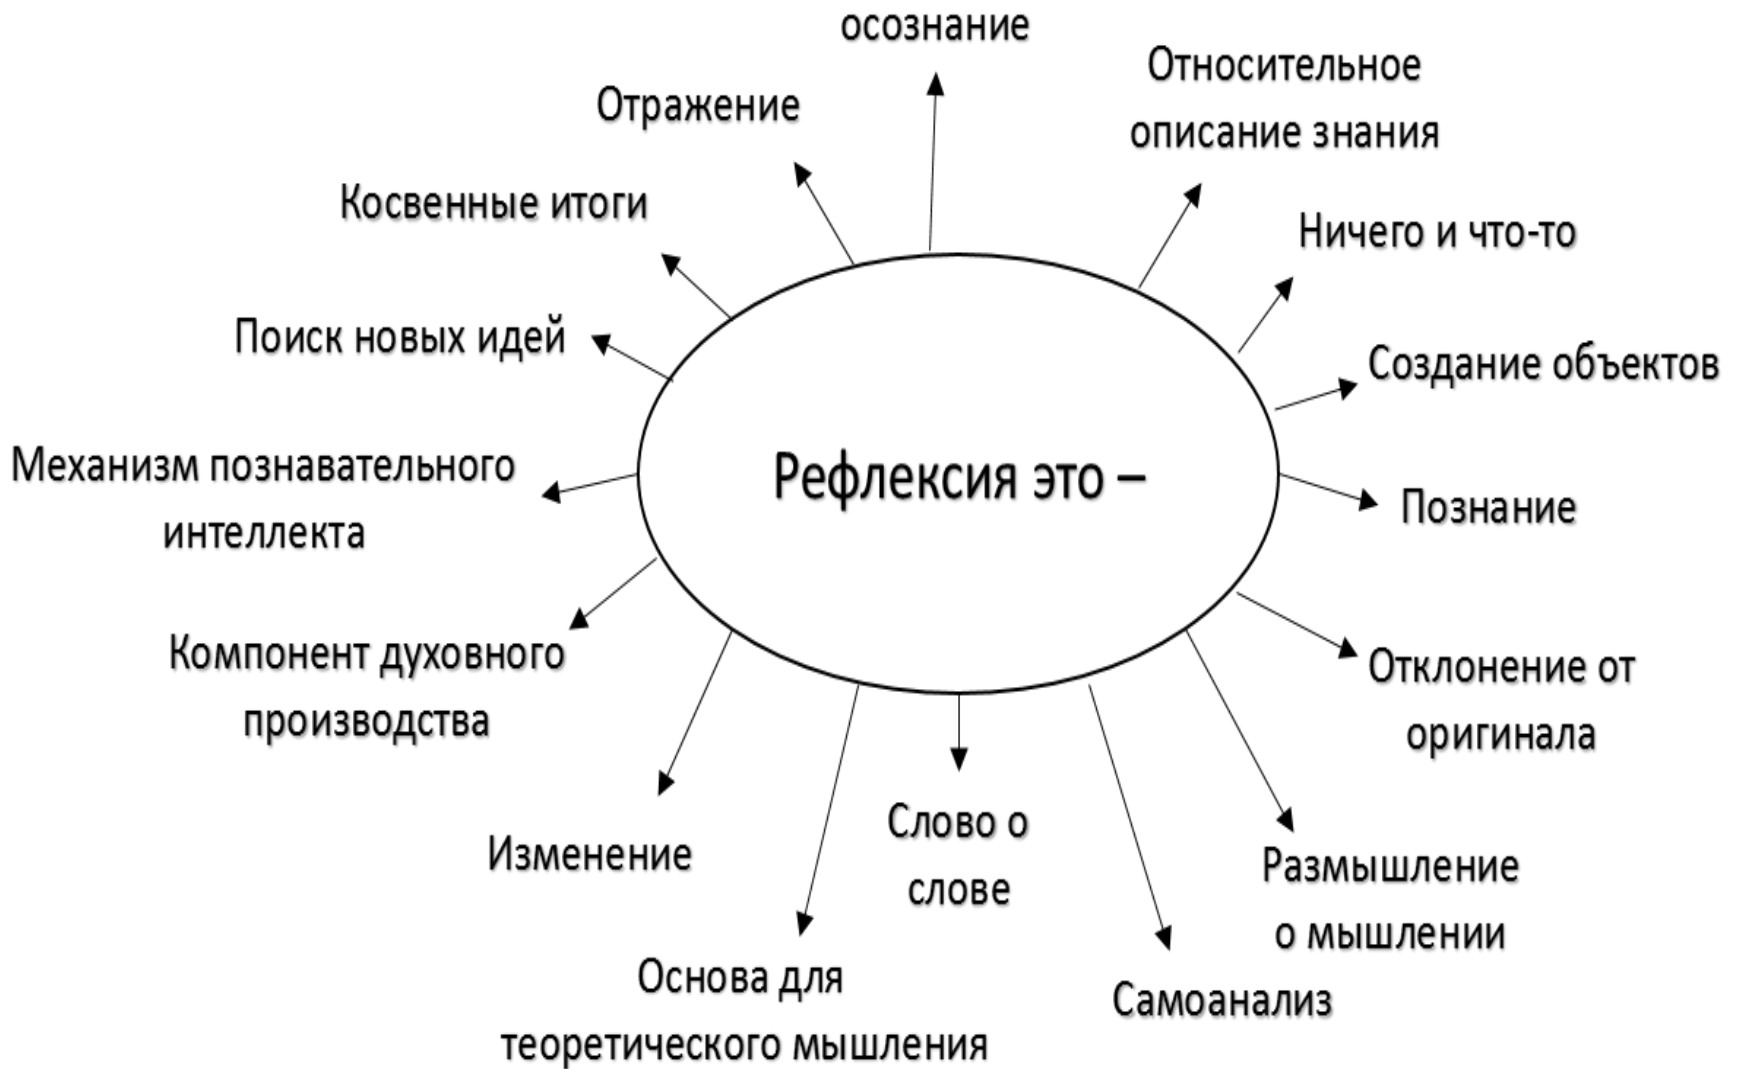 осознание
Относительное
описание знания
Отражение
Косвенные итоги
Ничего и что-то
Поиск новых идей
Создание объектов
Механизм познавательного
интеллекта
Рефлексия это –
Познание
Компонент духовного
производства
Отклонение от
оригинала
Изменение
Слово о
слове
Размышление
о мышлении
Основа для
теоретического мышления
Самоанализ